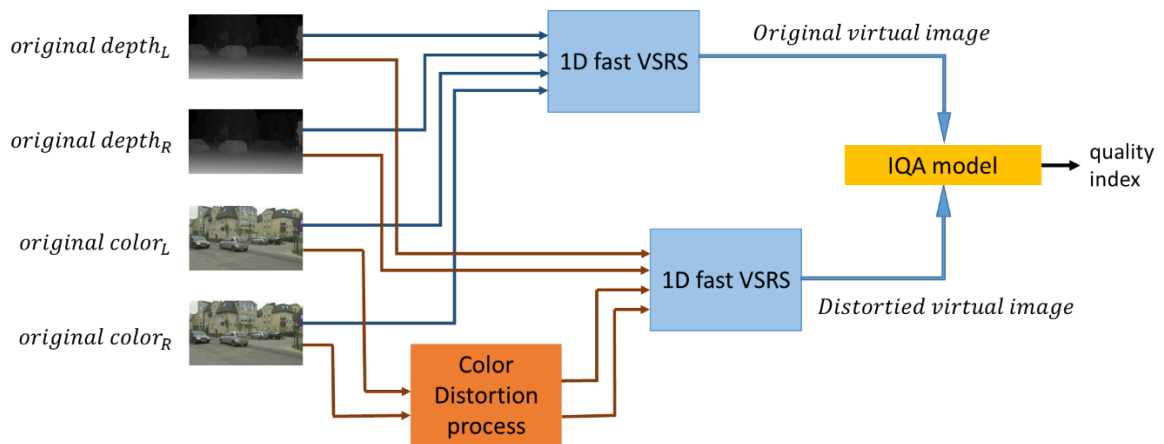 original depth_L
original depth_R
original color_L
original color_R
1D fast VSRS
Original virtual image
IQA model
quality
index
1D fast VSRS
Distortied virtual image
Color
Distortion
process